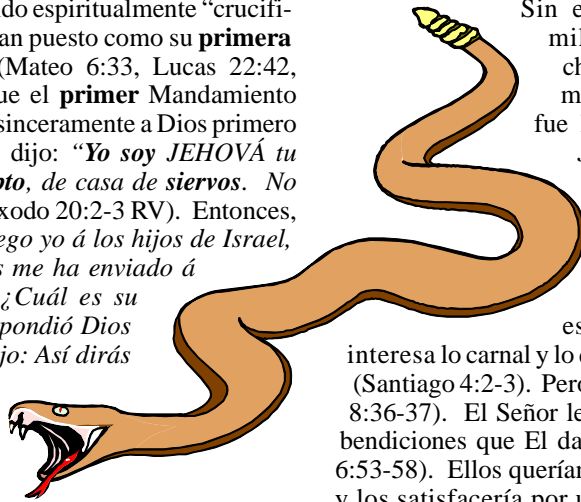 do espiritualmente “crucifi-
an puesto como su primera
(Mateo 6:33, Lucas 22:42,
ue el primer Mandamiento
sinceramente a Dios primero
dijo: “Yo soy JEHOVÁ tu
pto, de casa de siervos. No
xodo 20:2-3 RV). Entonces,
ego yo á los hijos de Israel,
s me ha enviado á
¿Cuál es su
pondió Dios
jo: Así dirás
Sin e
mil
ch
m
fue
es
interesa lo carnal y lo
(Santiago 4:2-3). Pero
8:36-37). El Señor le
bendiciones que El da
6:53-58). Ellos querían
y los satisfacería por u